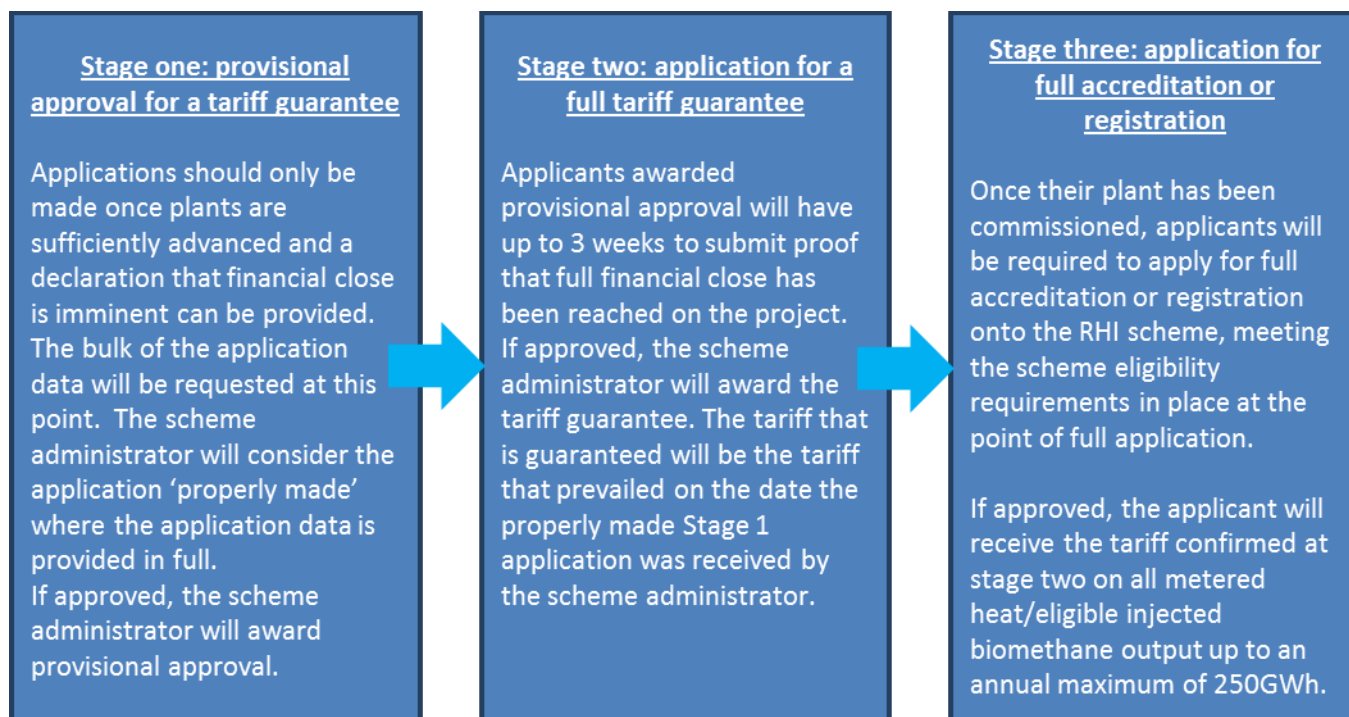 Stage one: provisional
approval for a tariff guarantee
Applications should only be
made once plants are
sufficiently advanced and a
declaration that financial close
is imminent can be provided.
The bulk of the application
data will be requested at this
point.  The scheme
administrator will consider the
application ‘properly made’
where the application data is
provided in full.
If approved, the scheme
administrator will award
provisional approval.
Stage two: application for a
full tariff guarantee
Applicants awarded
provisional approval will have
up to 3 weeks to submit proof
that full financial close has
been reached on the project.
If approved, the scheme
administrator will award the
tariff guarantee. The tariff that
is guaranteed will be the tariff
that prevailed on the date the
properly made Stage 1
application was received by
the scheme administrator.
Stage three: application for
full accreditation or
registration
Once their plant has been
commissioned, applicants will
be required to apply for full
accreditation or registration
onto the RHI scheme, meeting
the scheme eligibility
requirements in place at the
point of full application.
If approved, the applicant will
receive the tariff confirmed at
stage two on all metered
heat/eligible injected
biomethane output up to an
annual maximum of 250GWh.